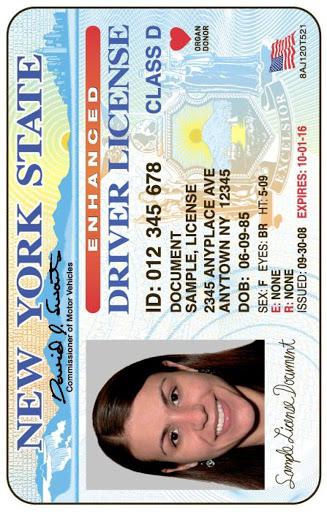 NEW YORK STATE
David J. Swarts
Commissioner of Motor Vehicles
ENHANCED
DRIVER LICENSE
ID: 012 345 678 CLASS D
DOCUMENT
SAMPLE, LICENSE
2345 ANYPLACE AVE
ANYTOWN NY 12345
DOB: 06-09-85
SEX: F EYES: BR HT: 5-09
E: NONE
R: NONE
ISSUED: 09-30-08 EXPIRES: 10-01-16
ORGAN
DONOR
EXCELSIOR
8AJ120T521
Sample License Document